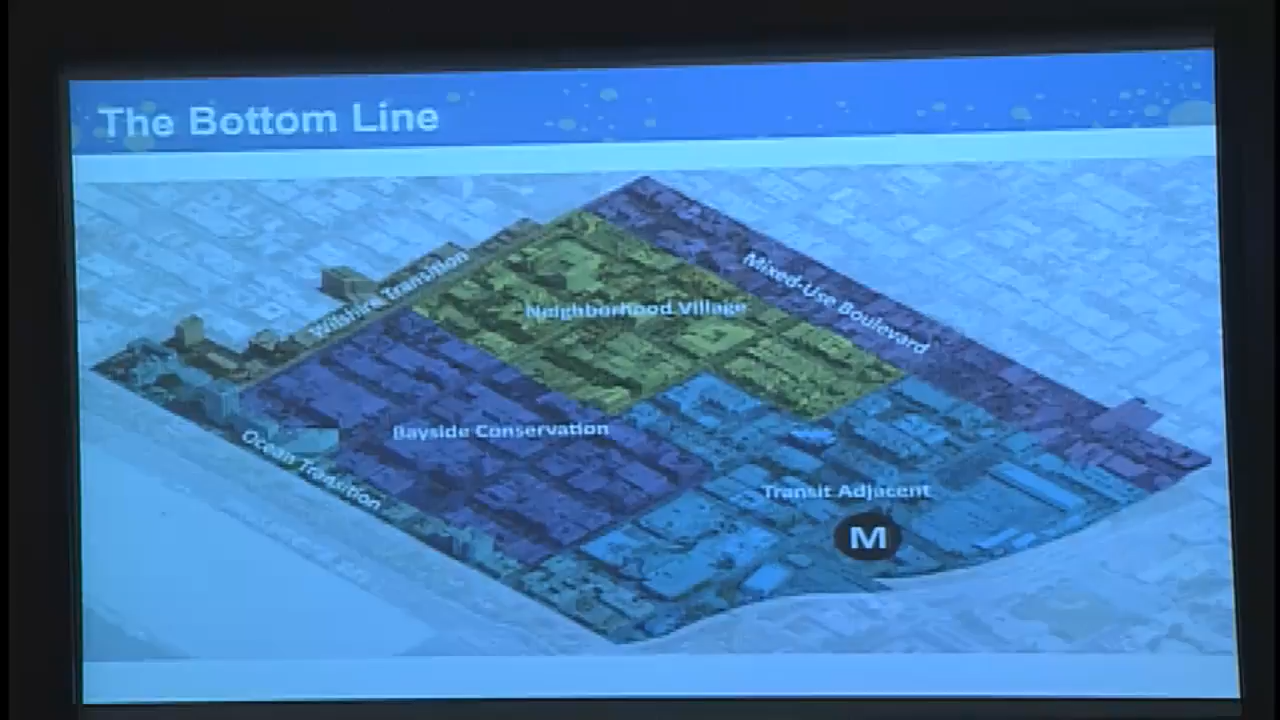 The Bottom Line
Wilshire Transition
Mixed-Use Boulevard
Neighborhood Village
Bayside Conservation
Ocean Transition
Transit Adjacent
M